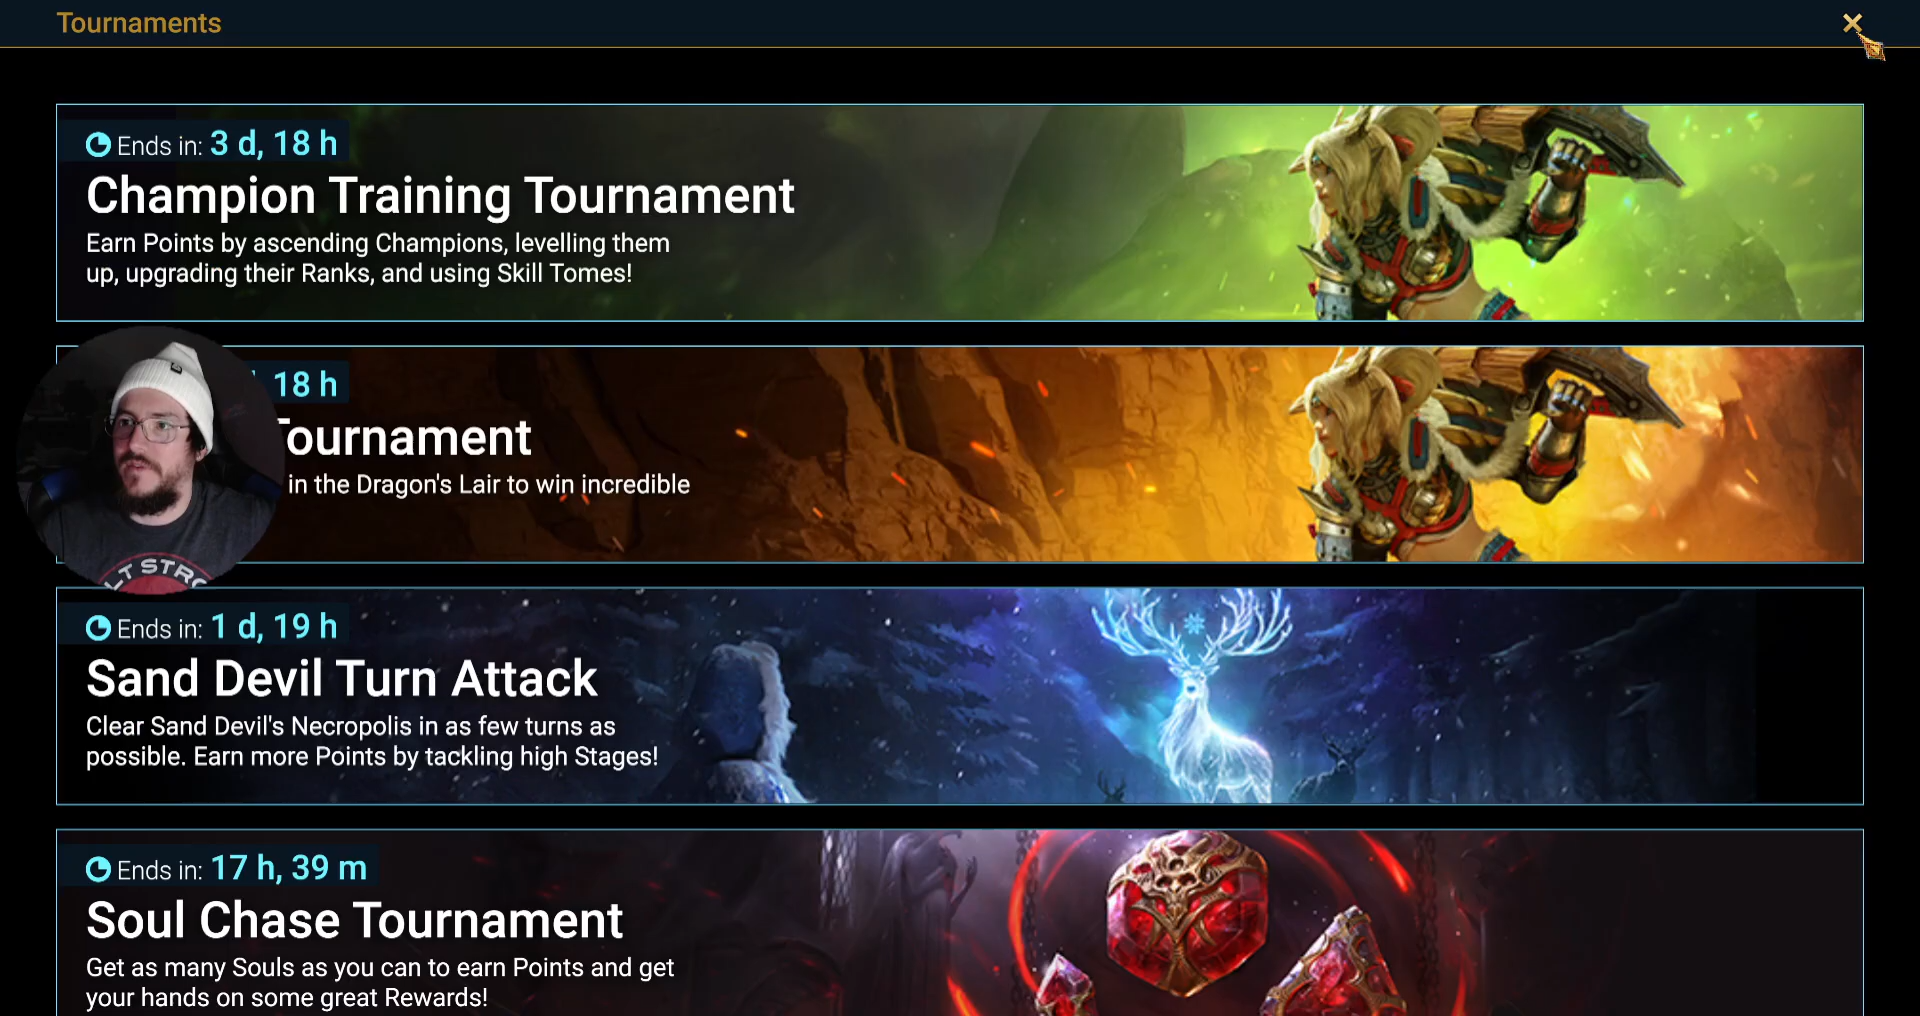 Tournaments
Ends in: 3 d, 18 h
Champion Training Tournament
Earn Points by ascending Champions, levelling them
up, upgrading their Ranks, and using Skill Tomes!
18 h
Tournament
in the Dragon's Lair to win incredible
LT STRO
Ends in: 1 d, 19 h
Sand Devil Turn Attack
Clear Sand Devil's Necropolis in as few turns as
possible. Earn more Points by tackling high Stages!
Ends in: 17 h, 39 m
Soul Chase Tournament
Get as many Souls as you can to earn Points and get
your hands on some great Rewards!